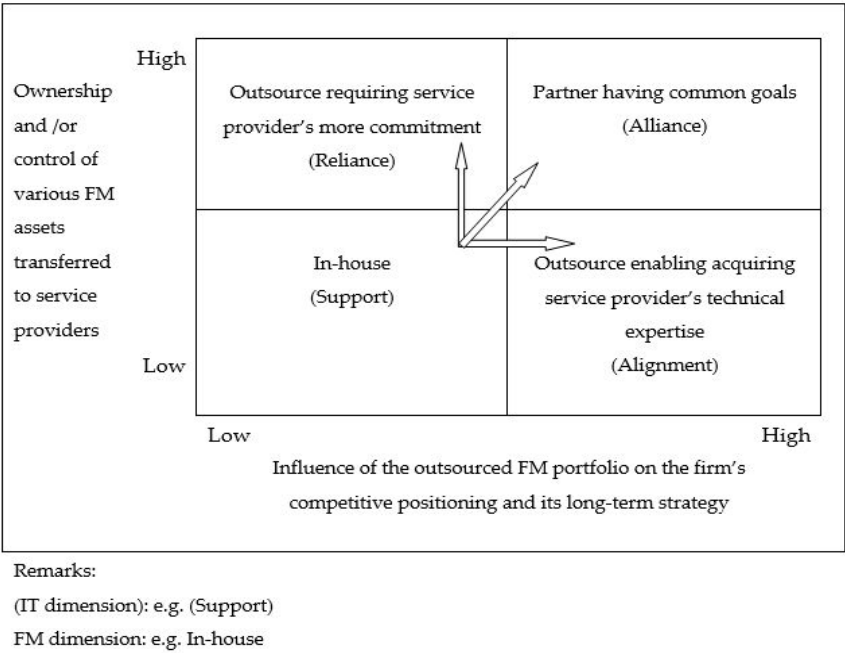 High
Ownership
and /or
control of
various FM
assets
transferred
to service
providers
Low
Outsource requiring service
provider's more commitment
(Reliance)
Partner having common goals
(Alliance)
In-house
(Support)
Outsource enabling acquiring
service provider's technical
expertise
(Alignment)
Low
High
Influence of the outsourced FM portfolio on the firm's
competitive positioning and its long-term strategy
Remarks:
(IT dimension): e.g. (Support)
FM dimension: e.g. In-house